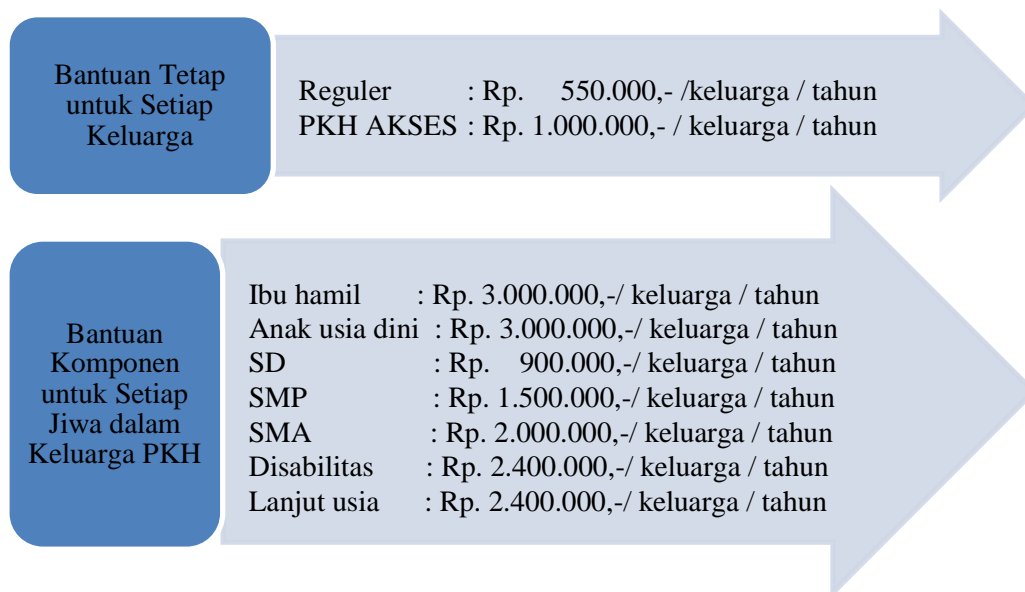 Bantuan Tetap
untuk Setiap
Keluarga
Reguler : Rp. 550.000,- /keluarga / tahun
PKH AKSES : Rp. 1.000.000,- / keluarga / tahun
Bantuan
Komponen
untuk Setiap
Jiwa dalam
Keluarga PKH
Ibu hamil : Rp. 3.000.000,-/ keluarga / tahun
Anak usia dini : Rp. 3.000.000,-/ keluarga / tahun
SD : Rp. 900.000,-/ keluarga / tahun
SMP : Rp. 1.500.000,-/ keluarga / tahun
SMA : Rp. 2.000.000,-/ keluarga / tahun
Disabilitas : Rp. 2.400.000,-/ keluarga / tahun
Lanjut usia : Rp. 2.400.000,-/ keluarga / tahun